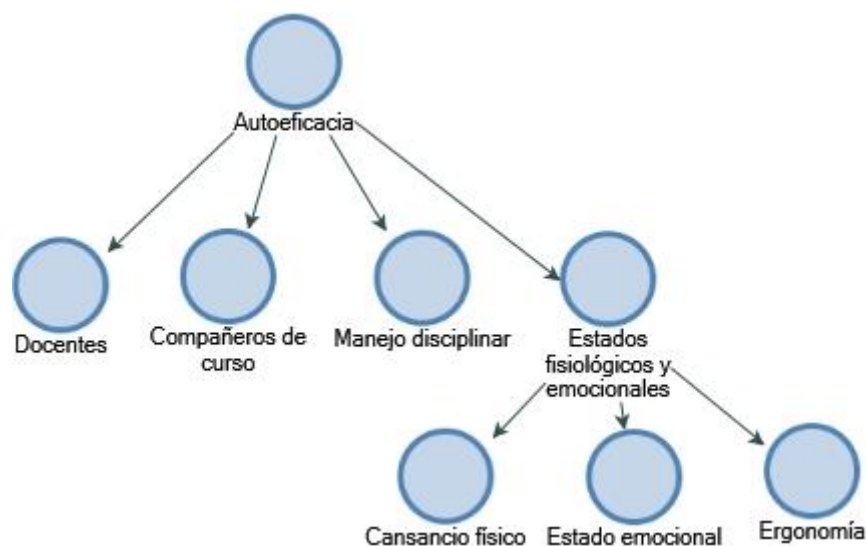 Autoeficacia
Docentes
Compañeros de
curso
Manejo disciplinar
Estados
fisiológicos y
emocionales
Cansancio físico
Estado emocional
Ergonomía